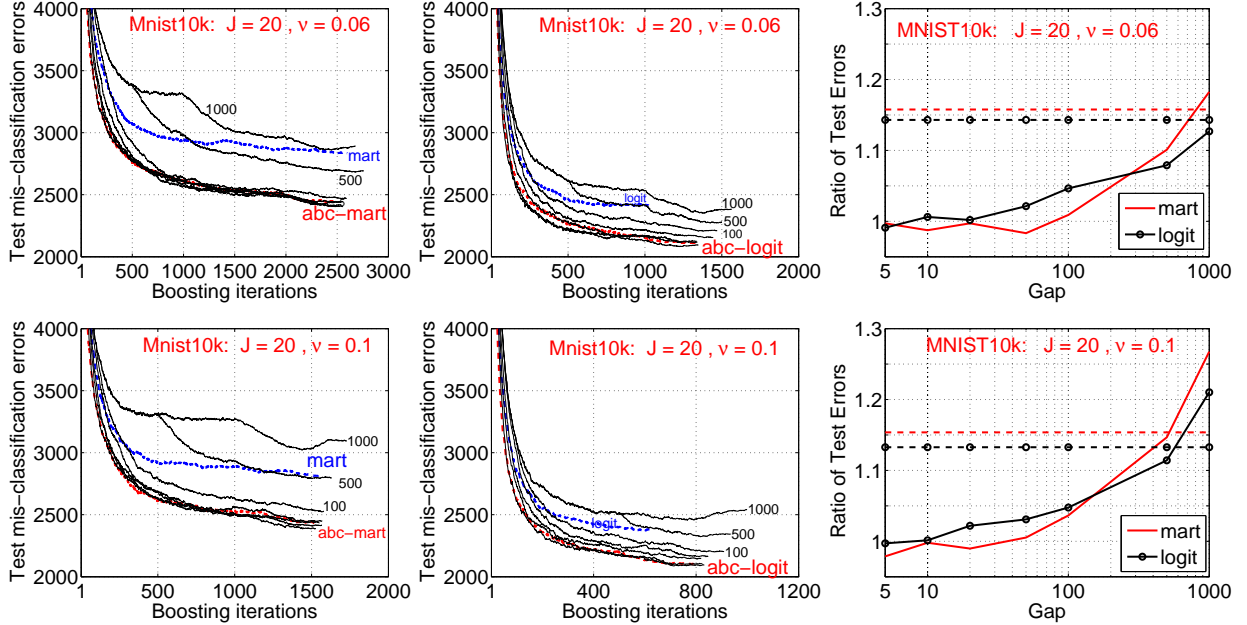 Mnist10k: J = 20 , ν = 0.06
Test mis-classification errors
4000
3500
3000
2500
2000
1000
mart
500
abc-mart
1 500 1000 1500 2000 2500 3000
Boosting iterations
Mnist10k: J = 20 , ν = 0.06
Test mis-classification errors
4000
3500
3000
2500
2000
logit
1000
500
100
abc-logit
1 500 1000 1500 2000
Boosting iterations
MNIST10k: J = 20 , ν = 0.06
Ratio of Test Errors
1.3
1.2
1.1
1
mart
logit
5 10 100 1000
Gap
Mnist10k: J = 20 , ν = 0.1
Test mis-classification errors
4000
3500
3000
2500
2000
1000
mart
500
100
abc-mart
1 500 1000 1500 2000
Boosting iterations
Mnist10k: J = 20 , ν = 0.1
Test mis-classification errors
4000
3500
3000
2500
2000
1000
logit
500
100
abc-logit
1 400 800 1200
Boosting iterations
MNIST10k: J = 20 , ν = 0.1
Ratio of Test Errors
1.3
1.2
1.1
1
mart
logit
5 10 100 1000
Gap